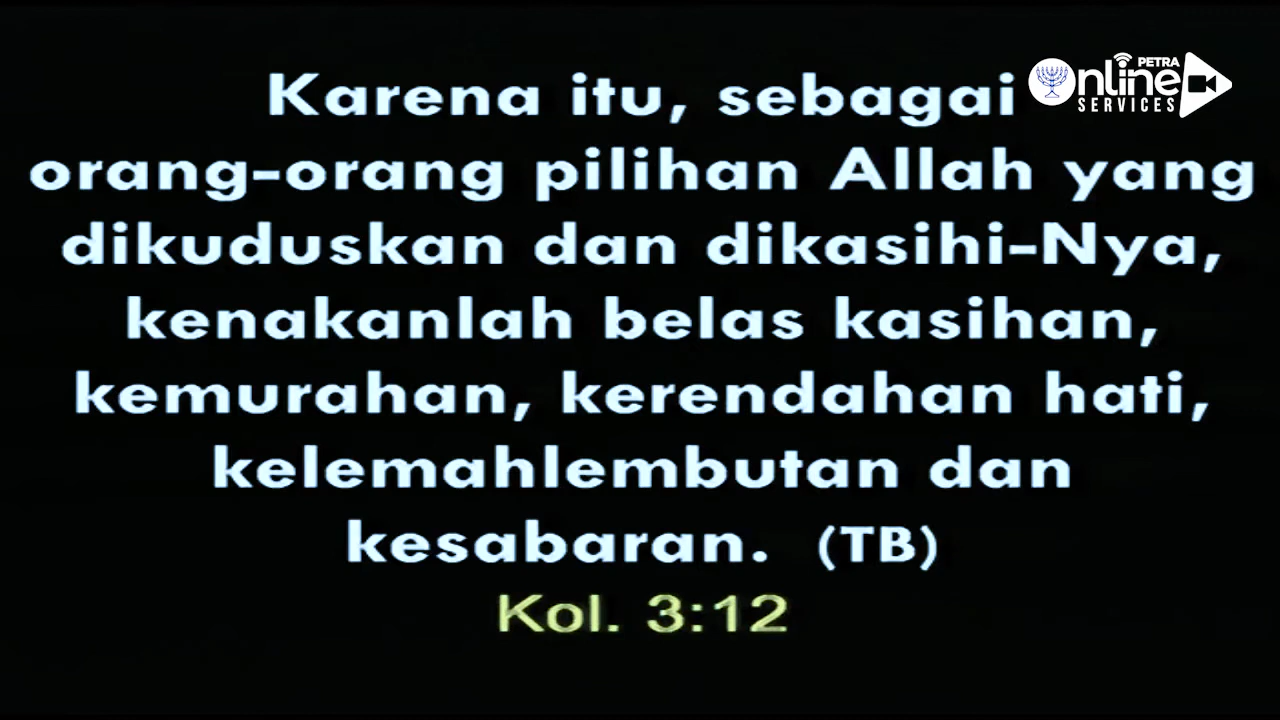 Karena itu, sebagai
orang-orang pilihan Allah yang
dikuduskan dan dikasihi-Nya,
kenakanlah belas kasihan,
kemurahan, kerendahan hati,
kelemahlembutan dan
kesabaran. (TB)
Kol. 3:12
PETRA
Online
SERVICES